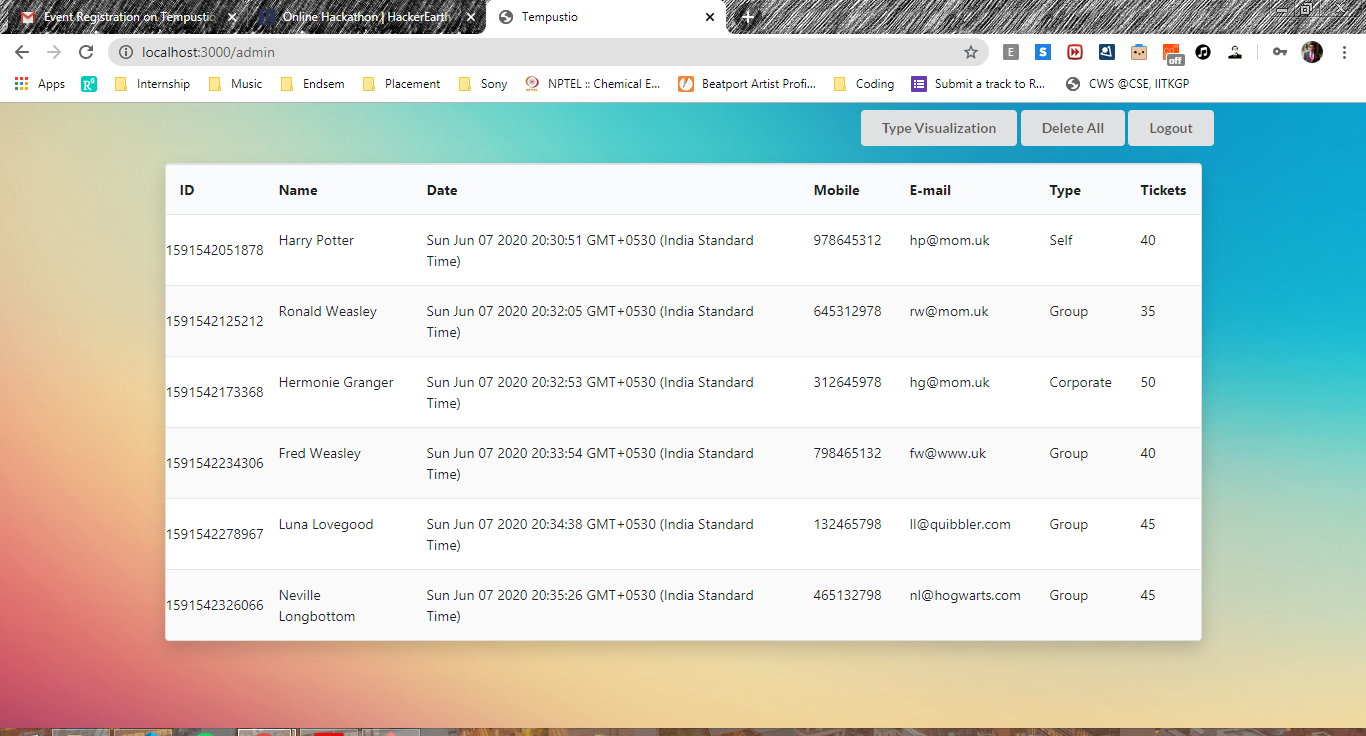 Event Registration on Tempustio
Online Hackathon | HackerEarth
Tempustio
localhost:3000/admin
E
S
off
Apps
R
Internship
Music
Endsem
Placement
Sony
NPTEL :: Chemical E...
Beatport Artist Profi...
Coding
Submit a track to R...
CWS @CSE, IITKGP
Type Visualization
Delete All
Logout
ID Name Date Mobile E-mail Type Tickets
1591542051878 Harry Potter Sun Jun 07 2020 20:30:51 GMT+0530 (India Standard 978645312 hp@mom.uk Self 40
Time)
1591542125212 Ronald Weasley Sun Jun 07 2020 20:32:05 GMT+0530 (India Standard 645312978 rw@mom.uk Group 35
Time)
1591542173368 Hermonie Granger Sun Jun 07 2020 20:32:53 GMT+0530 (India Standard 312645978 hg@mom.uk Corporate 50
Time)
1591542234306 Fred Weasley Sun Jun 07 2020 20:33:54 GMT+0530 (India Standard 798465132 fw@www.uk Group 40
Time)
1591542278967 Luna Lovegood Sun Jun 07 2020 20:34:38 GMT+0530 (India Standard 132465798 ll@quibbler.com Group 45
Time)
1591542326066 Neville Sun Jun 07 2020 20:35:26 GMT+0530 (India Standard 465132798 nl@hogwarts.com Group 45
Longbottom Time)